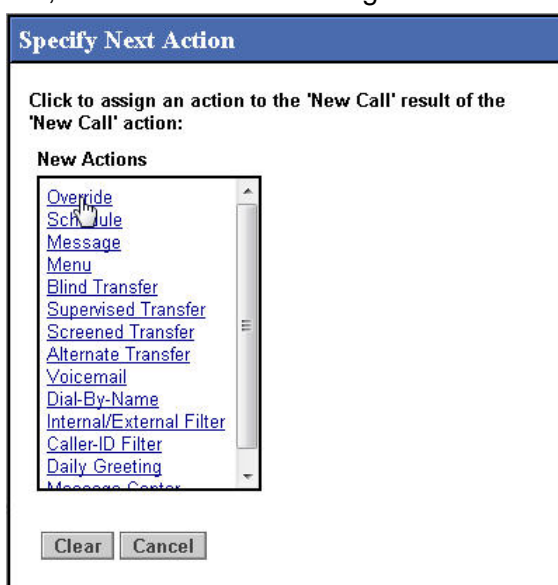 Specify Next Action
Click to assign an action to the 'New Call' result of the
'New Call' action:
New Actions
Override
Schedule
Message
Menu
Blind Transfer
Supervised Transfer
Screened Transfer
Alternate Transfer
Voicemail
Dial-By-Name
Internal/External Filter
Caller-ID Filter
Daily Greeting
Message Center
Clear Cancel